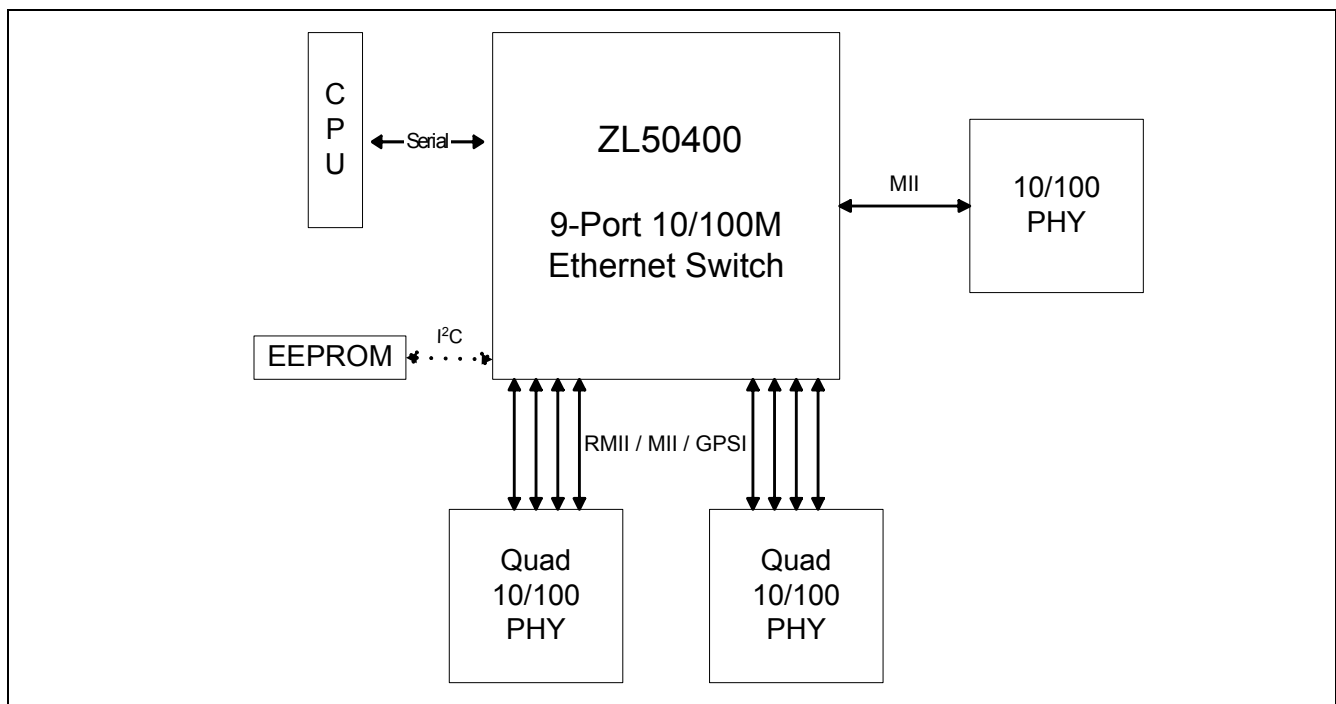 C
P
U
Serial
ZL50400
9-Port 10/100M
Ethernet Switch
MII
10/100
PHY
EEPROM
I²C
RMII / MII / GPSI
Quad
10/100
PHY
Quad
10/100
PHY